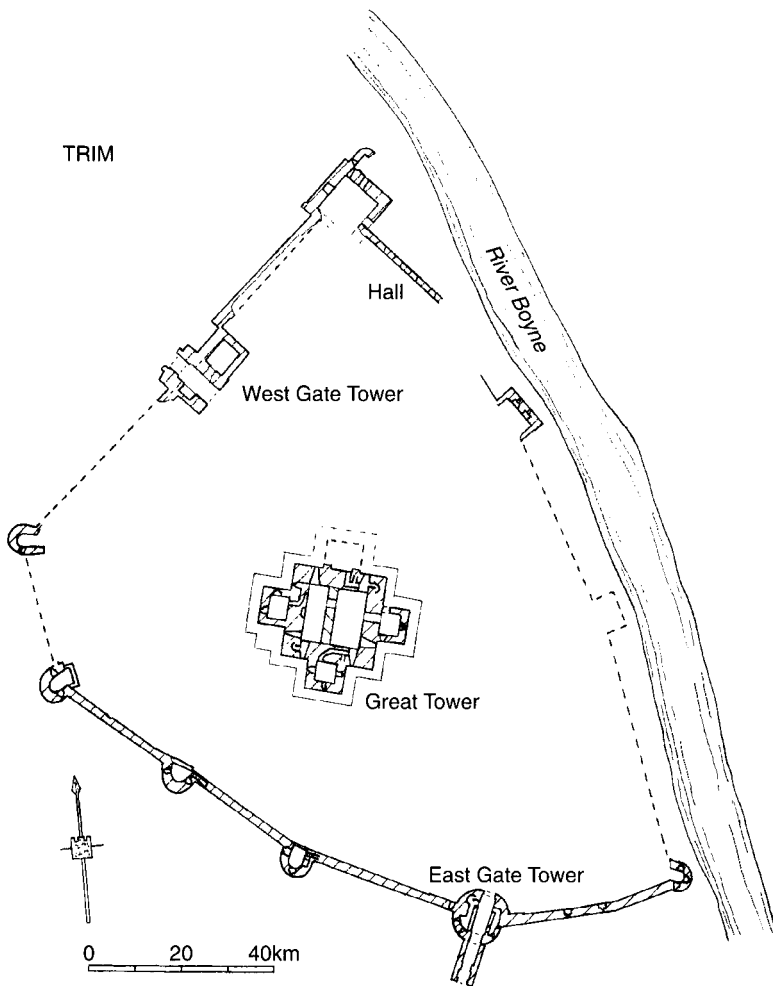 TRIM
River Boyne
Hall
West Gate Tower
Great Tower
East Gate Tower
0 20 40km